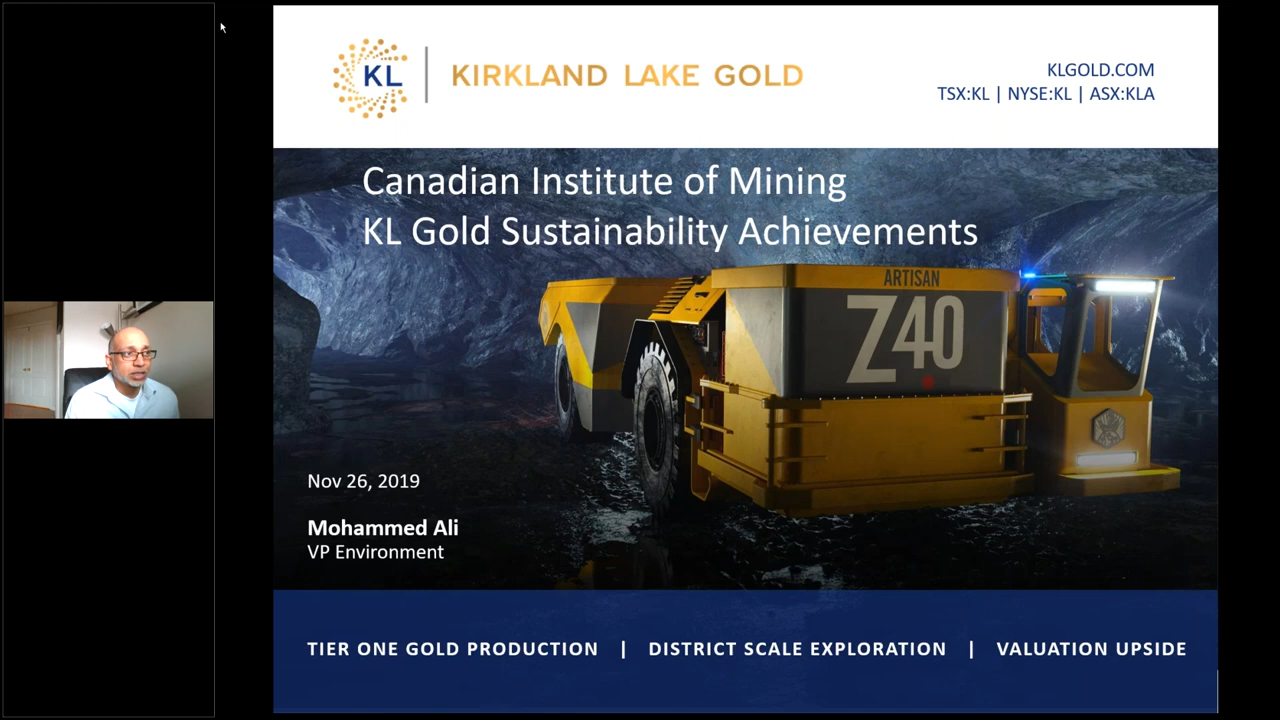 KL
KIRKLAND LAKE GOLD
KLGOLD.COM
TSX:KL | NYSE:KL | ASX:KLA
Canadian Institute of Mining
KL Gold Sustainability Achievements
ARTISAN
Z40
Nov 26, 2019
Mohammed Ali
VP Environment
TIER ONE GOLD PRODUCTION | DISTRICT SCALE EXPLORATION | VALUATION UPSIDE